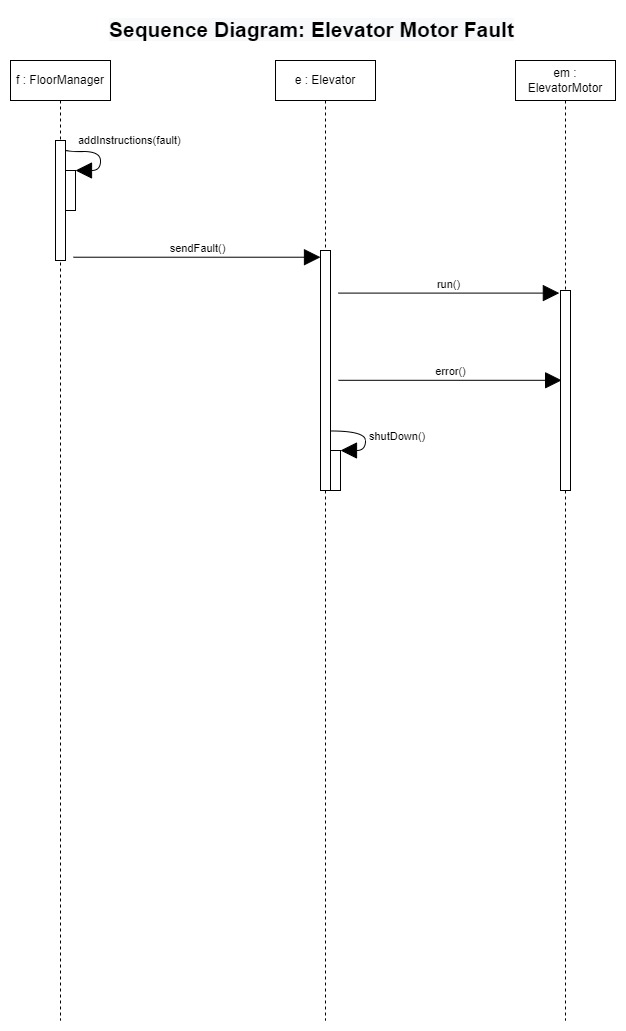 Sequence Diagram: Elevator Motor Fault
f : FloorManager
e : Elevator
em :
ElevatorMotor
addInstructions(fault)
sendFault()
run()
error()
shutDown()